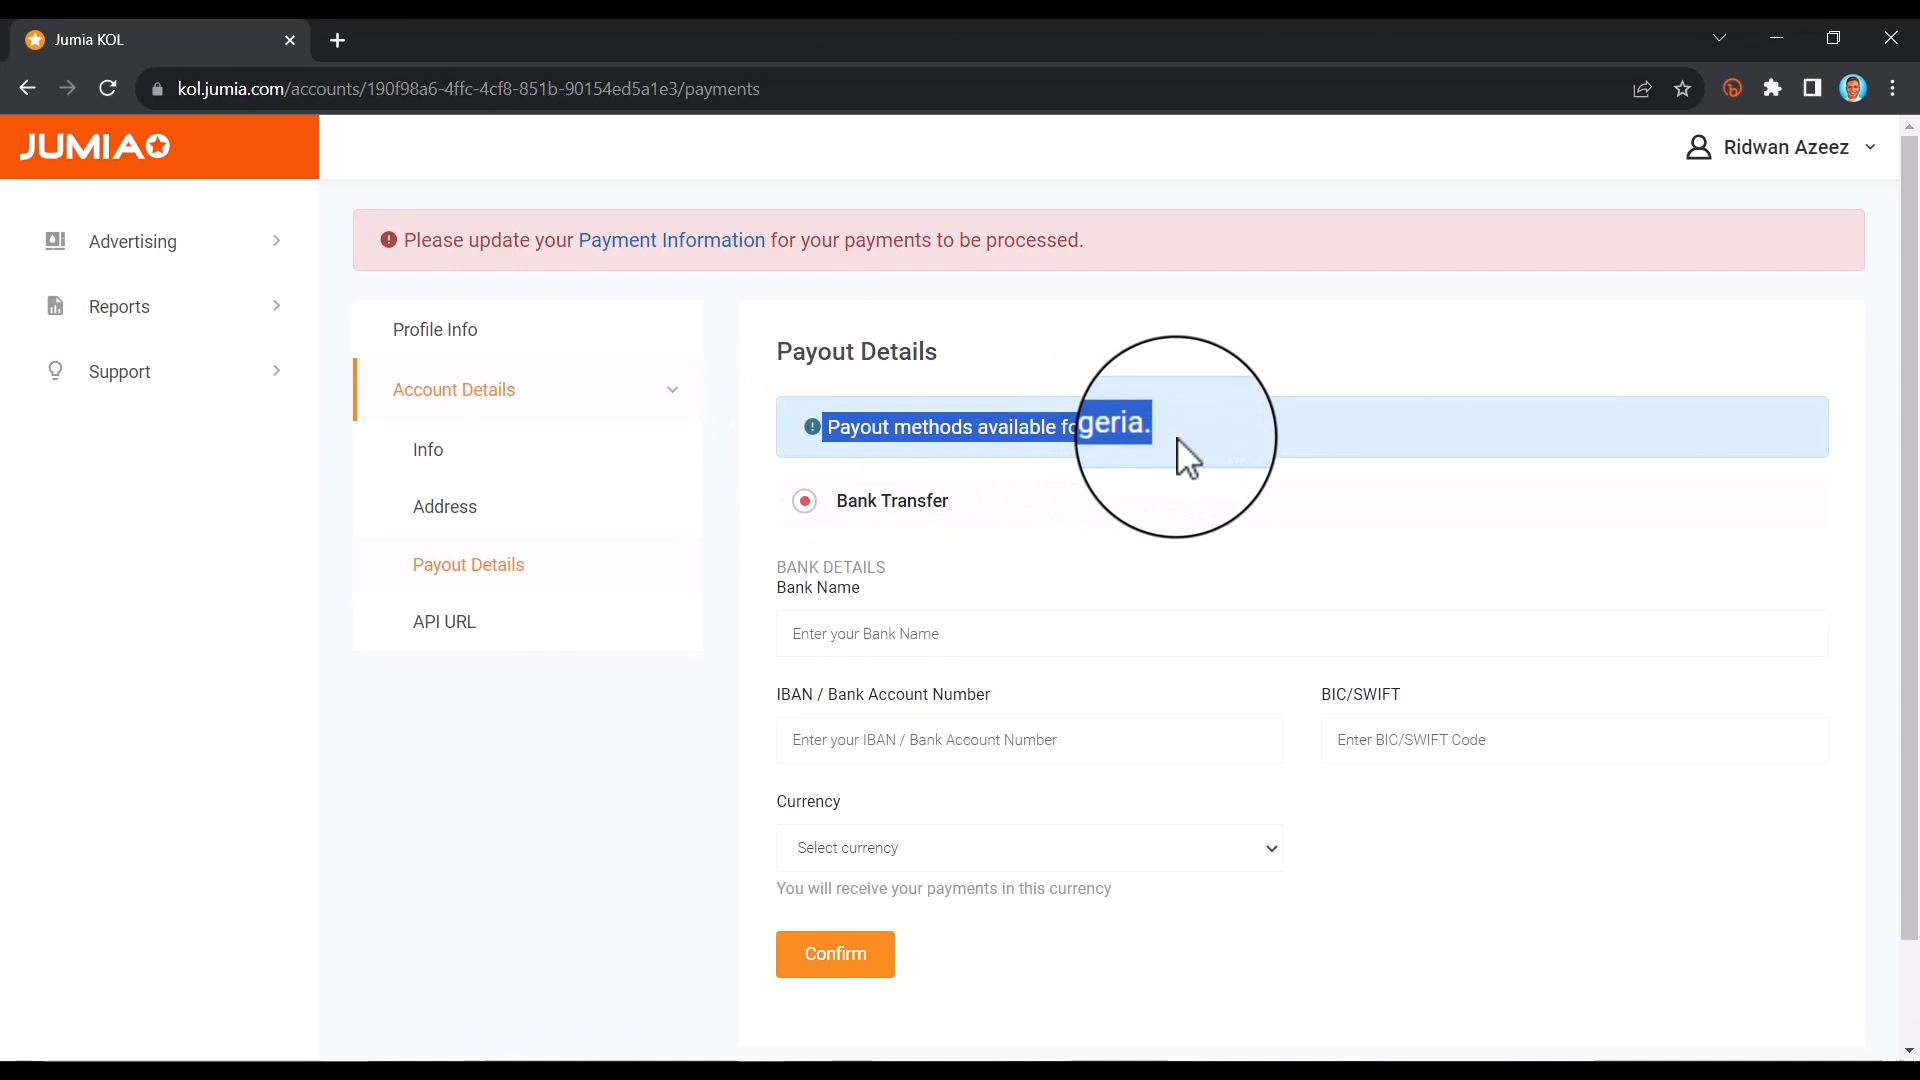 Jumia KOL
kol.jumia.com/accounts/190f98a6-4ffc-4cf8-851b-90154ed5a1e3/payments
JUMIA
Ridwan Azeez
Advertising
Reports
Support
Please update your Payment Information for your payments to be processed.
Profile Info
Account Details
Info
Address
Payout Details
API URL
Payout Details
Payout methods available fo geria.
Bank Transfer
BANK DETAILS
Bank Name
Enter your Bank Name
IBAN / Bank Account Number
BIC/SWIFT
Enter your IBAN / Bank Account Number
Enter BIC/SWIFT Code
Currency
Select currency
You will receive your payments in this currency
Confirm